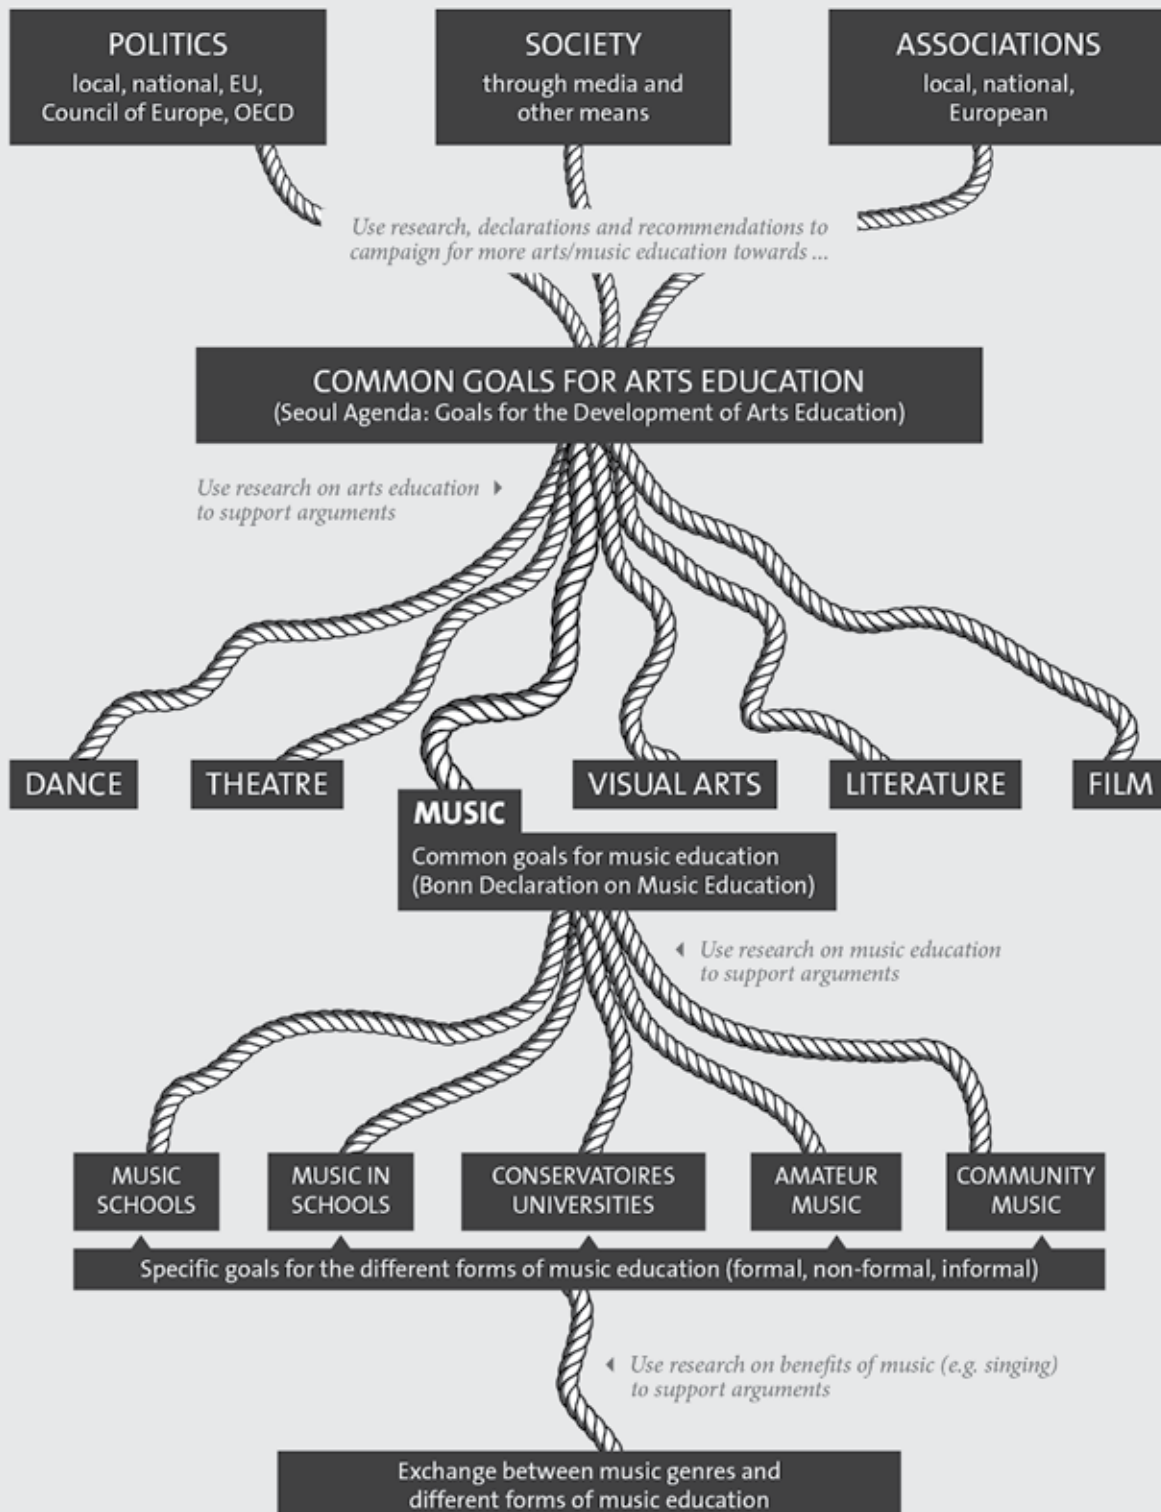 POLITICS
local, national, EU,
Council of Europe, OECD
SOCIETY
through media and
other means
ASSOCIATIONS
local, national,
European
Use research, declarations and recommendations to
campaign for more arts/music education towards ...
COMMON GOALS FOR ARTS EDUCATION
(Seoul Agenda: Goals for the Development of Arts Education)
Use research on arts education
to support arguments
DANCE
THEATRE
MUSIC
Common goals for music education
(Bonn Declaration on Music Education)
VISUAL ARTS
LITERATURE
FILM
Use research on music education
to support arguments
MUSIC
SCHOOLS
MUSIC IN
SCHOOLS
CONSERVATOIRES
UNIVERSITIES
AMATEUR
MUSIC
COMMUNITY
MUSIC
Specific goals for the different forms of music education (formal, non-formal, informal)
Use research on benefits of music (e.g. singing)
to support arguments
Exchange between music genres and
different forms of music education